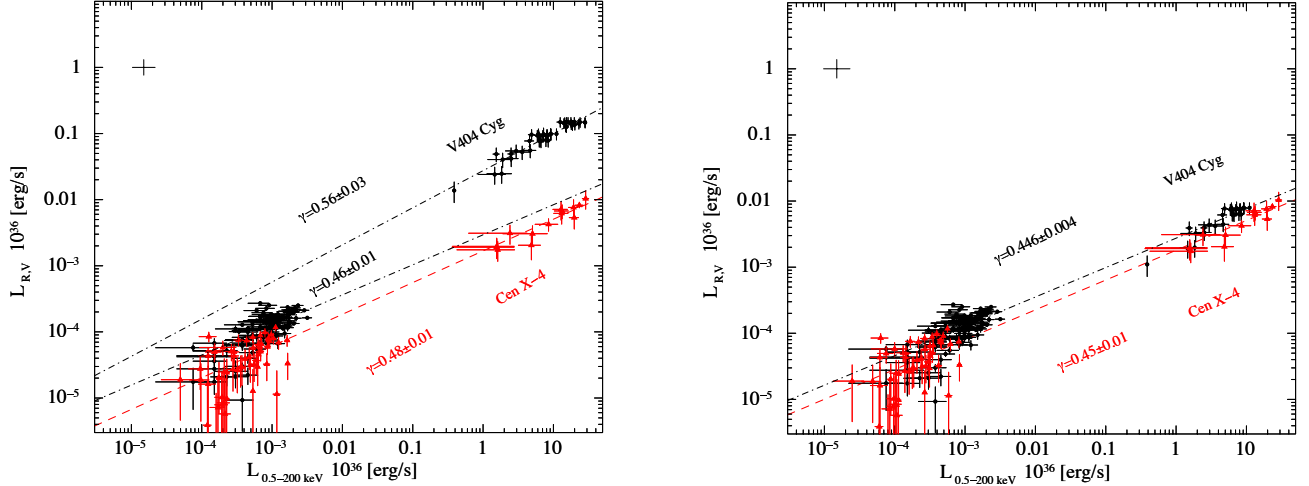 1
0.1
0.01
10⁻³
10⁻⁴
10⁻⁵
L R,V 10³⁶ [erg/s]
V404 Cyg
γ=0.56±0.03
γ=0.46±0.01
Cen X−4
γ=0.48±0.01
10⁻⁵ 10⁻⁴ 10⁻³ 0.01 0.1 1 10
L 0.5−200 keV 10³⁶ [erg/s]
1
0.1
0.01
10⁻³
10⁻⁴
10⁻⁵
L R,V 10³⁶ [erg/s]
V404 Cyg
γ=0.446±0.004
Cen X−4
γ=0.45±0.01
10⁻⁵ 10⁻⁴ 10⁻³ 0.01 0.1 1 10
L 0.5−200 keV 10³⁶ [erg/s]